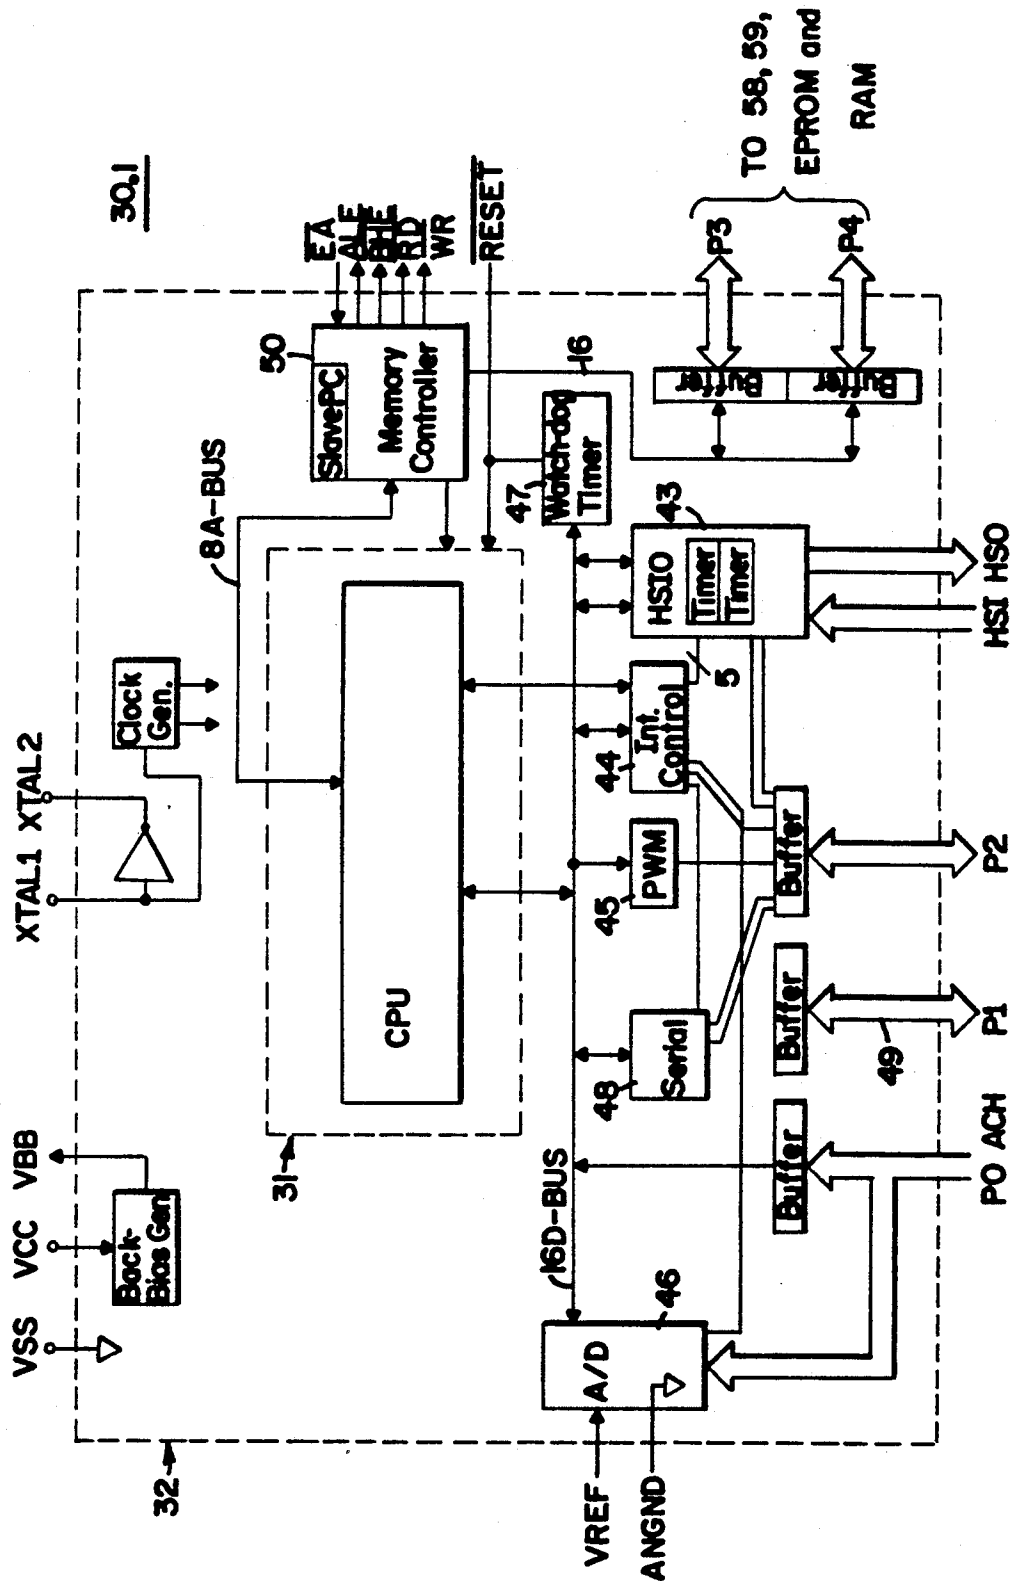 30.1
VSS
VCC
VBB
XTAL1
XTAL2
32
Back-
Bias Gen
Clock
Gen.
8A-BUS
50
SlavePC
Memory
Controller
EA
ALE
BHE
RD
WR
RESET
31
CPU
16
47
Watch-dog
Timer
16D-BUS
VREF
ANGND
A/D
46
48
Serial
45
PWM
44
Int.
Control
5
HSIO
Timer
Timer
43
Buffer
Buffer
Buffer
Buffer
Buffer
49
P3
P4
TO 58, 59,
EPROM and
RAM
PO ACH
P1
P2
HSI
HSO